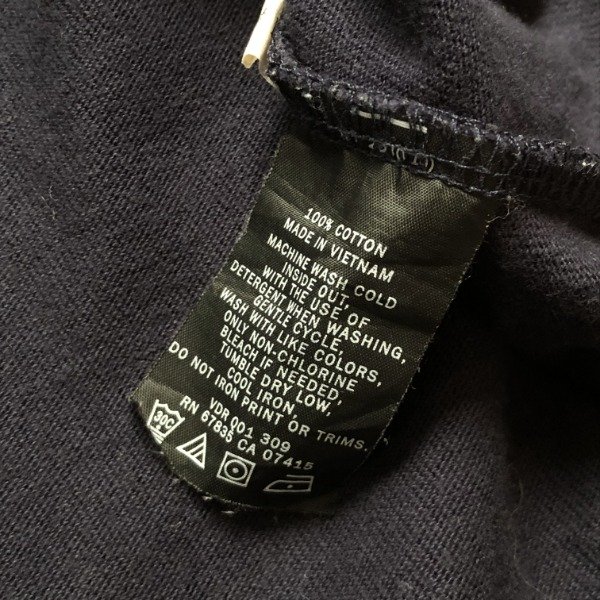 100% COTTON
MADE IN VIETNAM
MACHINE WASH COLD
INSIDE OUT,
WITH THE USE OF
DETERGENT WHEN WASHING,
GENTLE CYCLE,
WASH WITH LIKE COLORS,
ONLY NON-CHLORINE
BLEACH IF NEEDED,
TUMBLE DRY LOW,
COOL IRON,
DO NOT IRON PRINT OR TRIMS.
VDR 001 309
RN 67835 CA 07415
30C